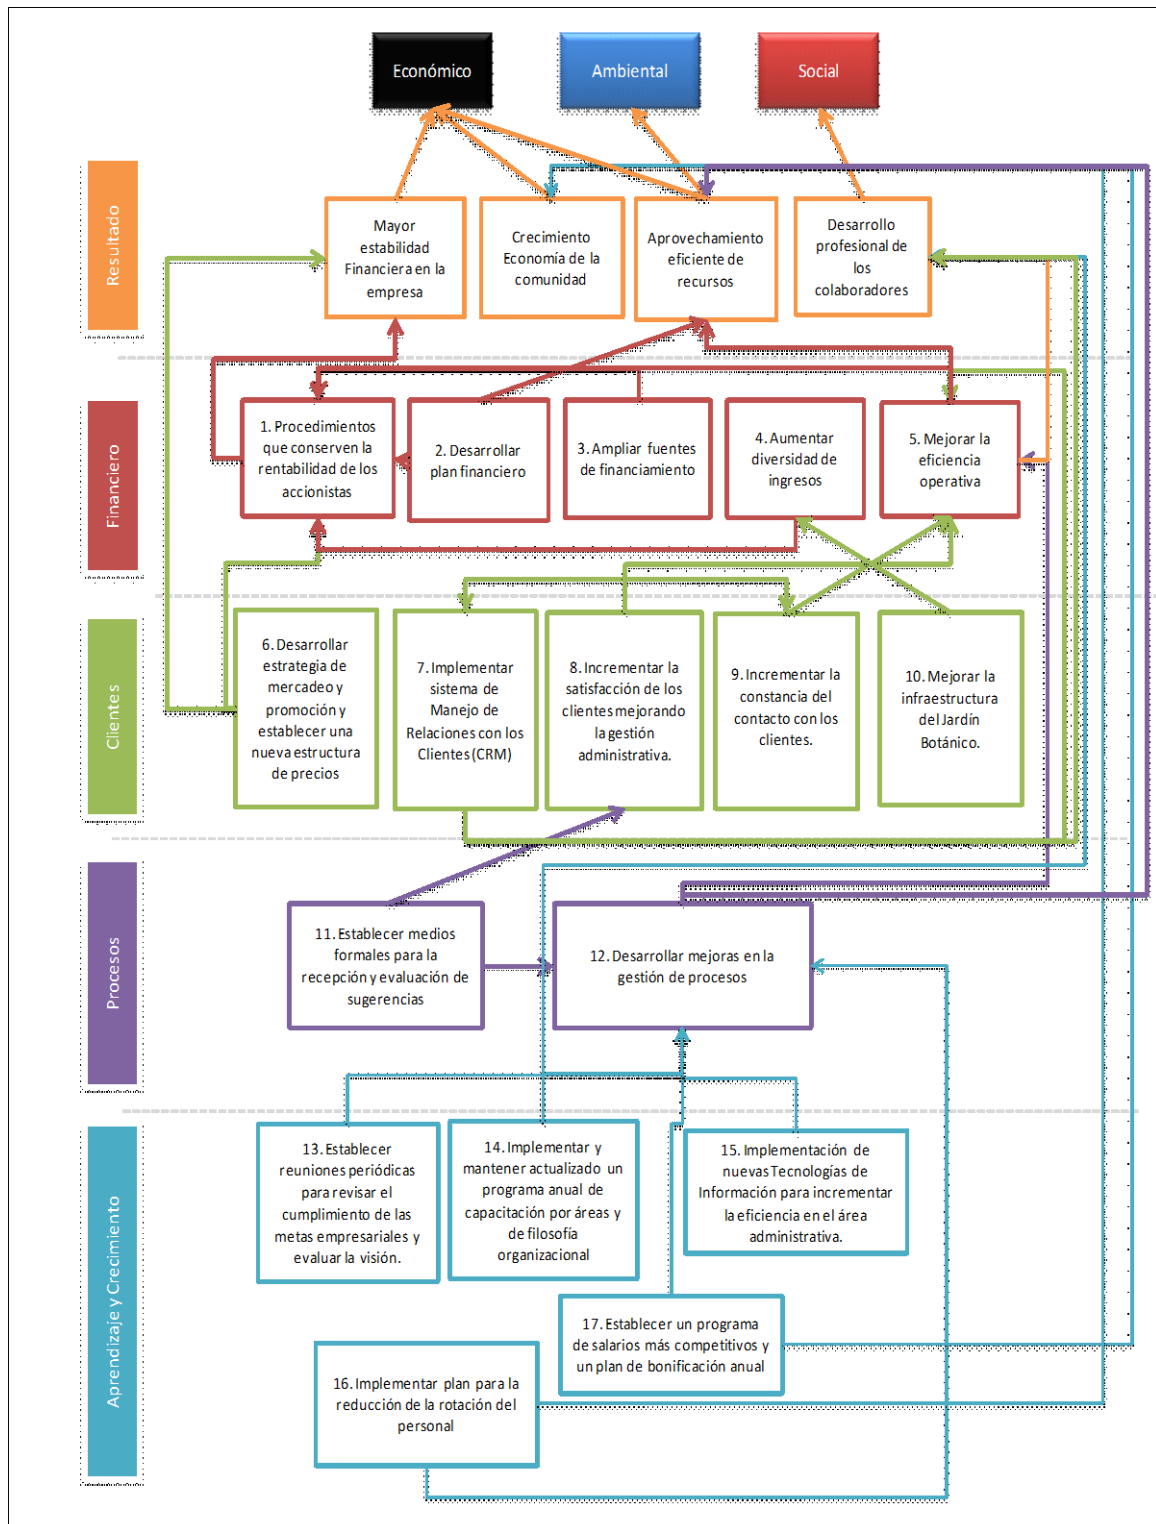 Económico
Ambiental
Social
Resultado
Mayor
estabilidad
Financiera en la
empresa
Crecimiento
Economía de la
comunidad
Aprovechamiento
eficiente de
recursos
Desarrollo
profesional de
los
colaboradores
Financiero
1. Procedimientos
que conserven la
rentabilidad de los
accionistas
2. Desarrollar
plan financiero
3. Ampliar fuentes
de financiamiento
4. Aumentar
diversidad de
ingresos
5. Mejorar la
eficiencia
operativa
Clientes
6. Desarrollar
estrategia de
mercadeo y
promoción y
establecer una
nueva estructura
de precios
7. Implementar
sistema de
Manejo de
Relaciones con los
Clientes (CRM)
8. Incrementar la
satisfacción de los
clientes mejorando
la gestión
administrativa.
9. Incrementar la
constancia del
contacto con los
clientes.
10. Mejorar la
infraestructura
del Jardín
Botánico.
Procesos
11. Establecer medios
formales para la
recepción y evaluación de
sugerencias
12. Desarrollar mejoras en la
gestión de procesos
Aprendizaje y Crecimiento
13. Establecer
reuniones periódicas
para revisar el
cumplimiento de las
metas empresariales y
evaluar la visión.
14. Implementar y
mantener actualizado un
programa anual de
capacitación por áreas y
de filosofía
organizacional
15. Implementación de
nuevas Tecnologías de
Información para incrementar
la eficiencia en el área
administrativa.
17. Establecer un programa
de salarios más competitivos y
un plan de bonificación anual
16. Implementar plan para la
reducción de la rotación del
personal